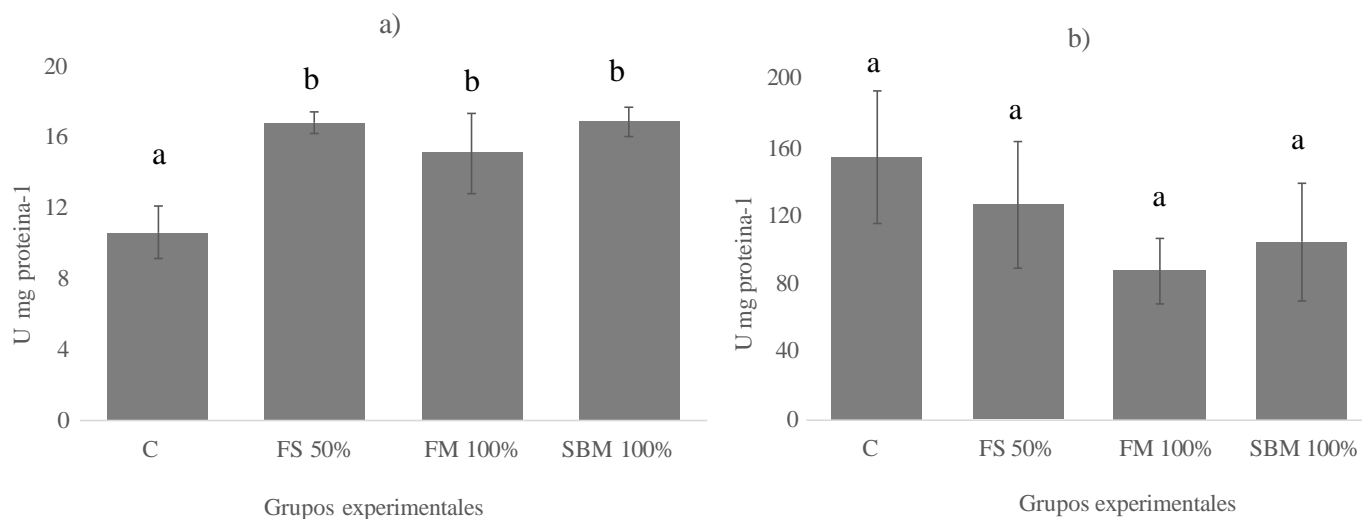 a)
20
16
12
8
4
0
U mg proteina-1
a
b
b
b
C
FS 50%
FM 100%
SBM 100%
Grupos experimentales
b)
200
160
120
80
40
0
U mg proteina-1
a
a
a
a
C
FS 50%
FM 100%
SBM 100%
Grupos experimentales